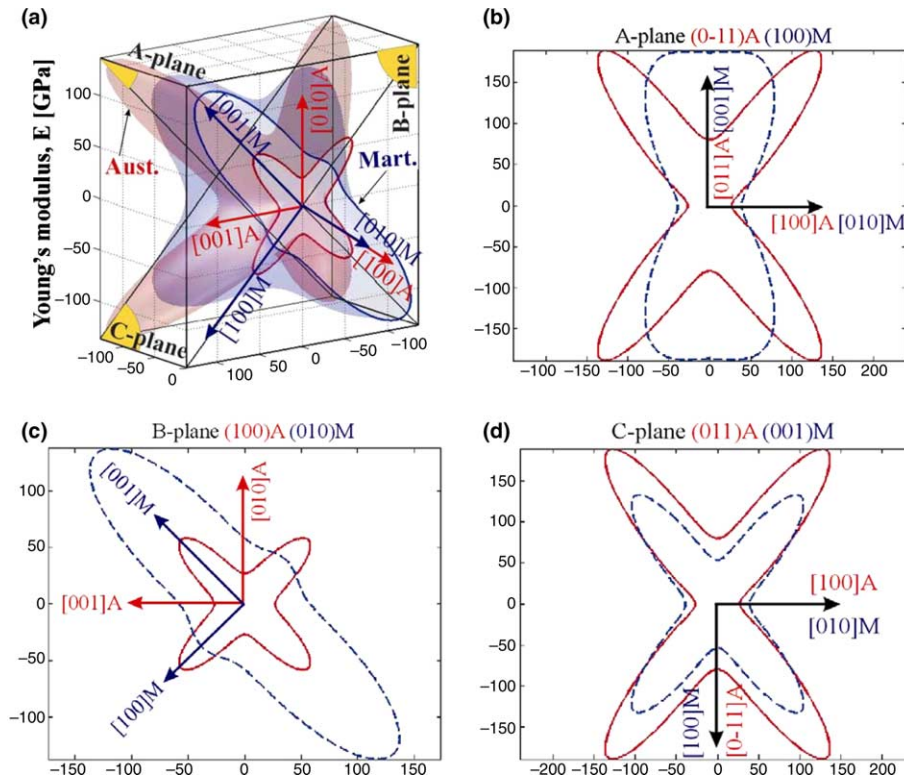 (a)
Young's modulus, E [GPa]
100
50
0
−50
−100
A-plane
B-plane
C-plane
Aust.
Mart.
[001]M
[010]A
[001]A
[010]M
[100]A
[100]M
−100
−50
0
100
50
0
−50
−100
(b)
A-plane (0-11)A (100)M
150
100
50
0
−50
−100
−150
[011]A [001]M
[100]A [010]M
−100 −50 0 50 100 150 200
(c)
B-plane (100)A (010)M
100
50
0
−50
−100
[001]M
[010]A
[001]A
[100]M
−150 −100 −50 0 50 100 150
(d)
C-plane (011)A (001)M
150
100
50
0
−50
−100
−150
[100]A
[010]M
[100]M
[0-11]A
−200 −150 −100 −50 0 50 100 150 200